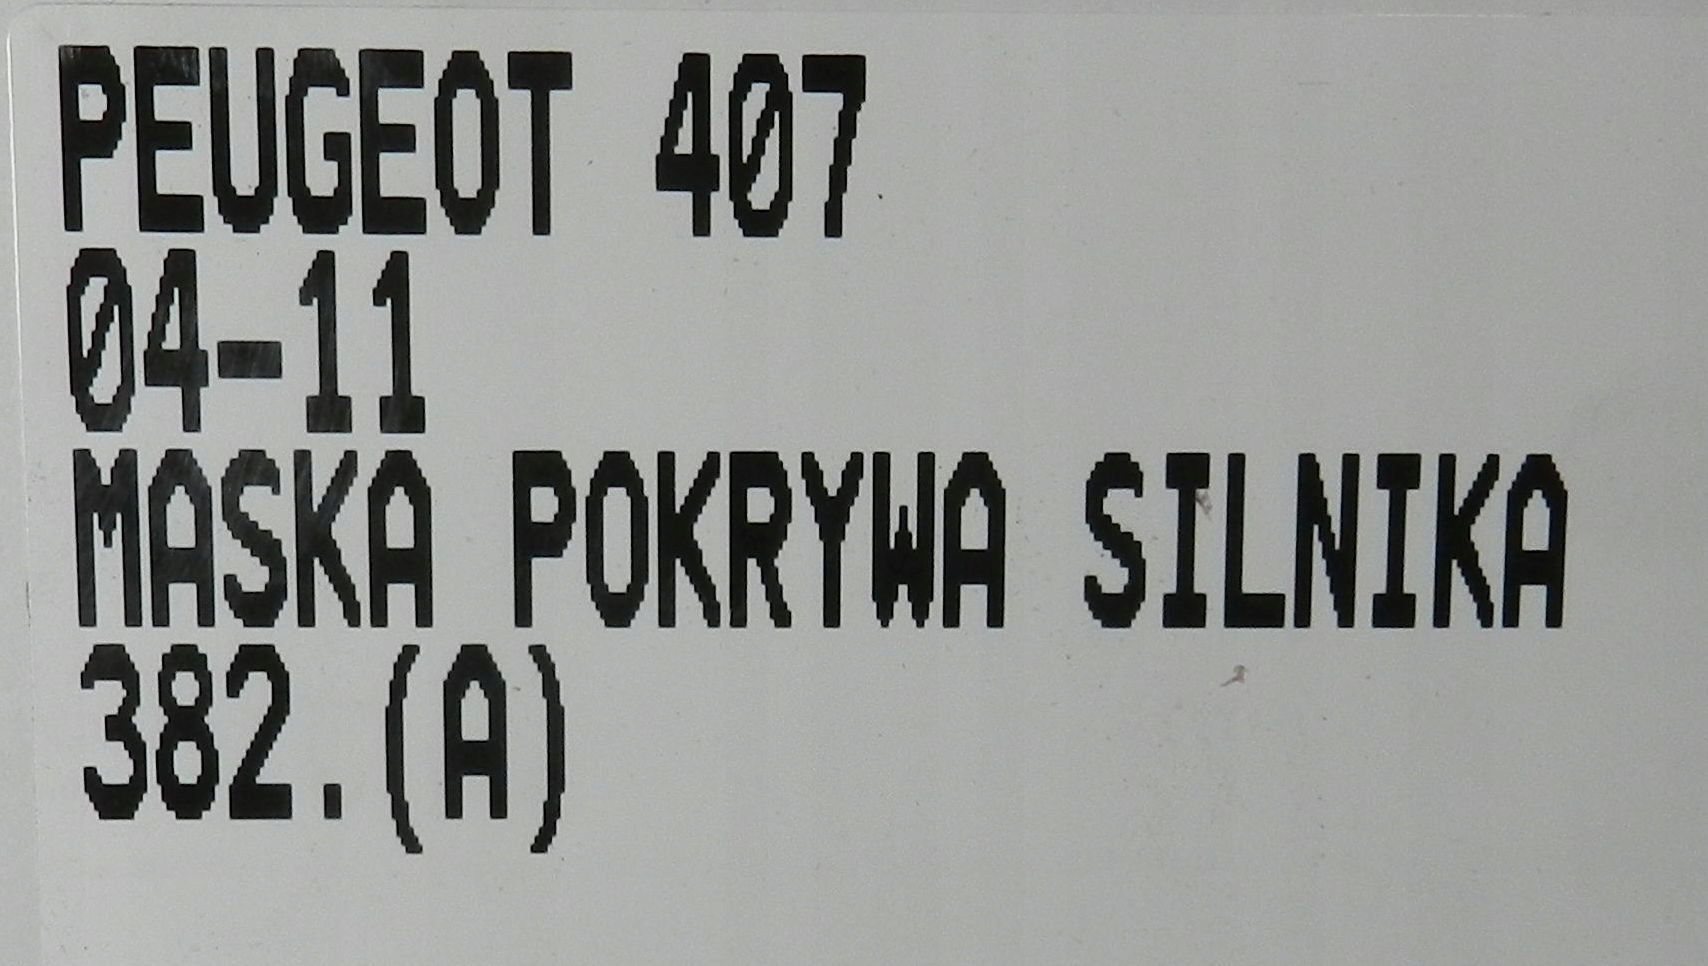 PEUGEOT 407
04-11
MASKA POKRYWA SILNIKA
382.(A)